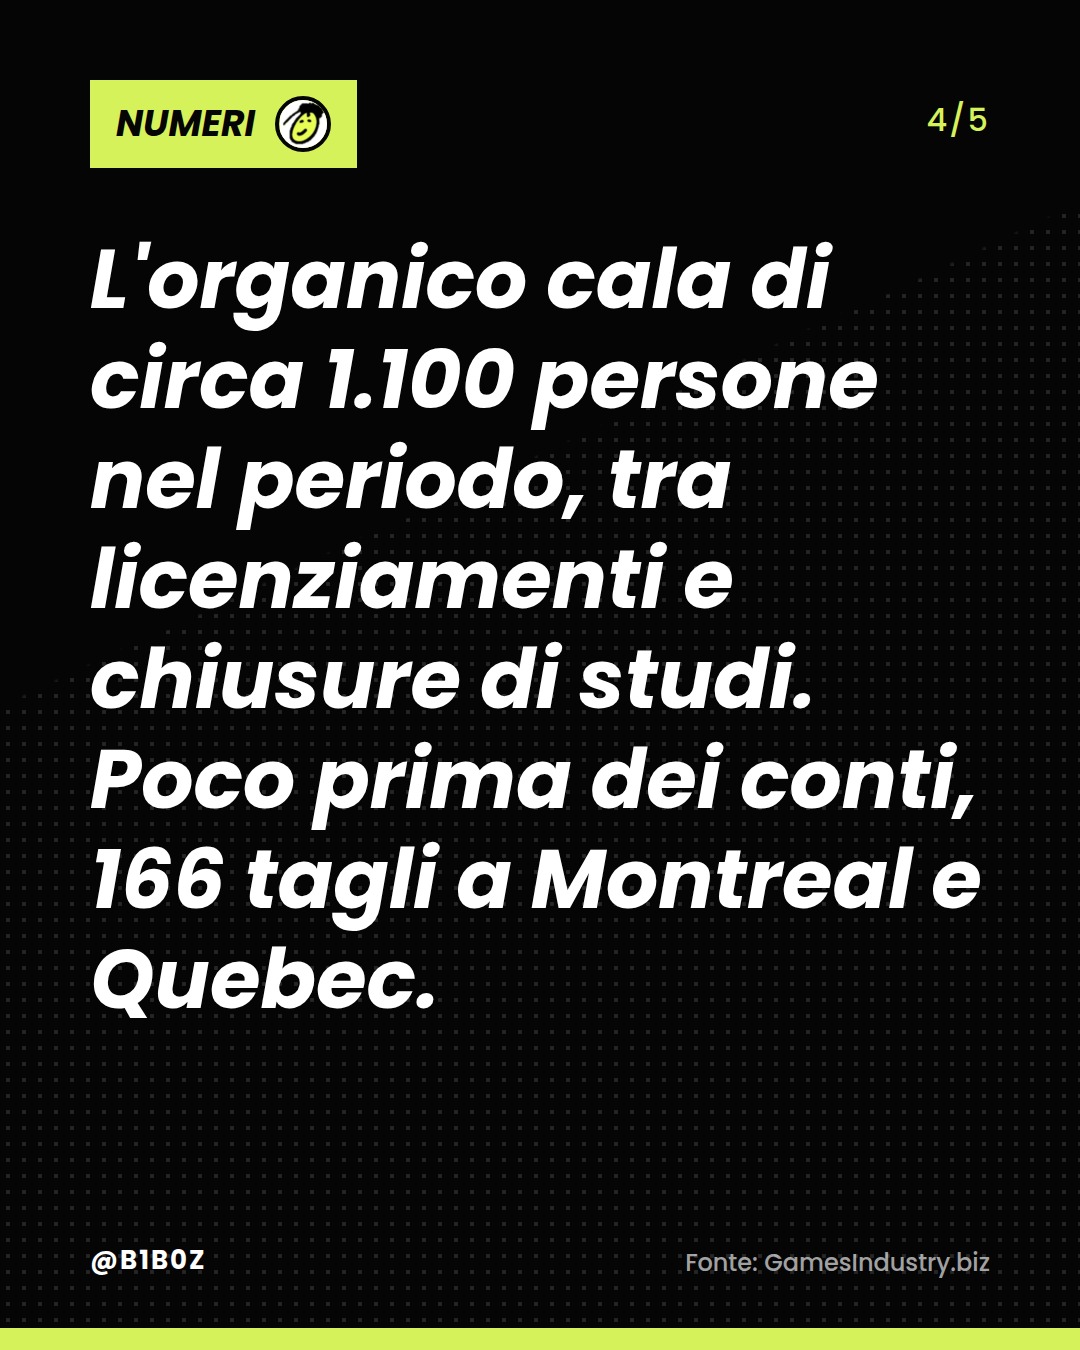 NUMERI
4/5
L'organico cala di
circa 1.100 persone
nel periodo, tra
licenziamenti e
chiusure di studi.
Poco prima dei conti,
166 tagli a Montreal e
Quebec.
@B1B0Z
Fonte: GamesIndustry.biz